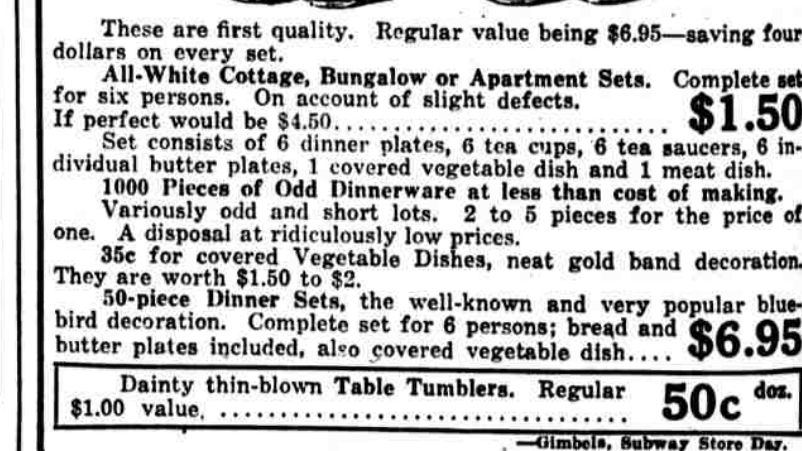 These are first quality. Regular value being $6.95—saving four
dollars on every set.
All-White Cottage, Bungalow or Apartment Sets. Complete set
for six persons. On account of slight defects.
If perfect would be $4.50.............................. $1.50
Set consists of 6 dinner plates, 6 tea cups, 6 tea saucers, 6 in-
dividual butter plates, 1 covered vegetable dish and 1 meat dish.
1000 Pieces of Odd Dinnerware at less than cost of making.
Variously odd and short lots. 2 to 5 pieces for the price of
one. A disposal at ridiculously low prices.
35c for covered Vegetable Dishes, neat gold band decoration.
They are worth $1.50 to $2.
50-piece Dinner Sets, the well-known and very popular blue-
bird decoration. Complete set for 6 persons; bread and
butter plates included, also covered vegetable dish.... $6.95
Dainty thin-blown Table Tumblers. Regular
$1.00 value. .................................... 50c doz.
—Gimbels, Subway Store Day.